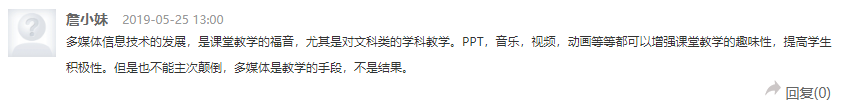 詹小妹 2019-05-25 13:00
多媒体信息技术的发展，是课堂教学的福音，尤其是对文科类的学科教学。PPT，音乐，视频，动画等等都可以增强课堂教学的趣味性，提高学生
积极性。但是也不能主次颠倒，多媒体是教学的手段，不是结果。
回复(0)